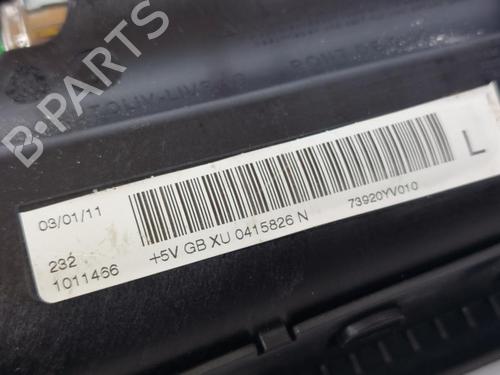 B-PARTS
03/01/11
L
232
+5V GB XU 0415826 N
73920YV010
1011466